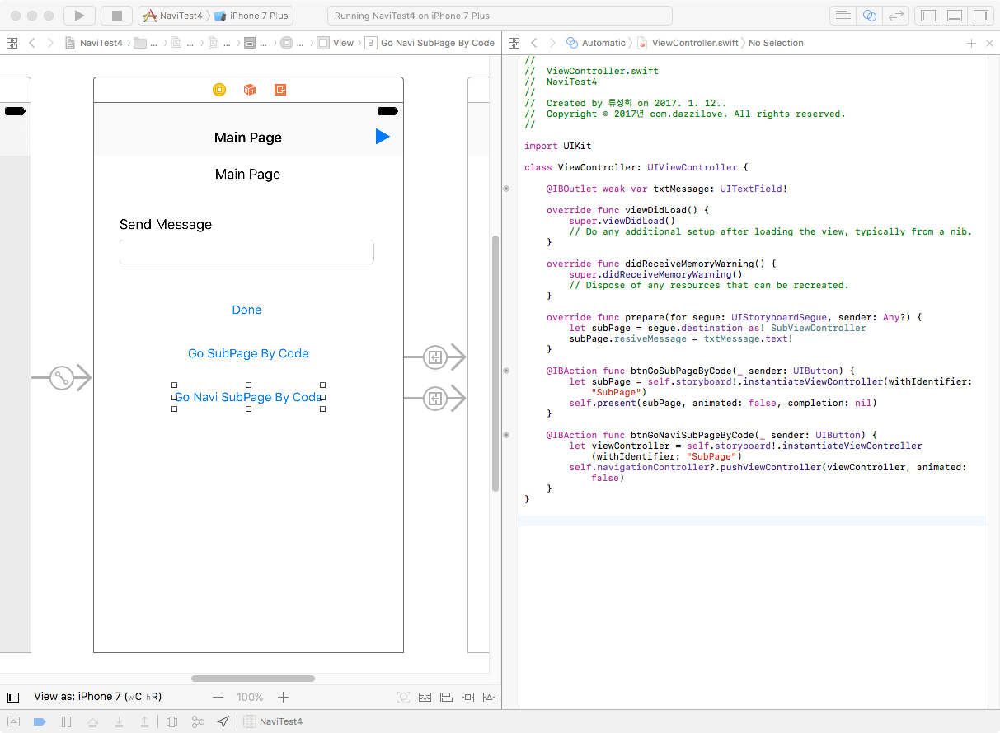 NaviTest4 iPhone 7 Plus
Running NaviTest4 on iPhone 7 Plus
NaviTest4 ... ... ... ... ... View B Go Navi SubPage By Code
Automatic ViewController.swift No Selection
Main Page
Main Page
Send Message
Done
Go SubPage By Code
Go Navi SubPage By Code
View as: iPhone 7 (wC hR)
100%
NaviTest4
//
//  ViewController.swift
//  NaviTest4
//
//  Created by 류성희 on 2017. 1. 12..
//  Copyright © 2017년 com.dazzilove. All rights reserved.
//
import UIKit
class ViewController: UIViewController {
@IBOutlet weak var txtMessage: UITextField!
override func viewDidLoad() {
super.viewDidLoad()
// Do any additional setup after loading the view, typically from a nib.
}
override func didReceiveMemoryWarning() {
super.didReceiveMemoryWarning()
// Dispose of any resources that can be recreated.
}
override func prepare(for segue: UIStoryboardSegue, sender: Any?) {
let subPage = segue.destination as! SubViewController
subPage.resiveMessage = txtMessage.text!
}
@IBAction func btnGoSubPageByCode(_ sender: UIButton) {
let subPage = self.storyboard!.instantiateViewController(withIdentifier:
"SubPage")
self.present(subPage, animated: false, completion: nil)
}
@IBAction func btnGoNaviSubPageByCode(_ sender: UIButton) {
let viewController = self.storyboard!.instantiateViewController
(withIdentifier: "SubPage")
self.navigationController?.pushViewController(viewController, animated:
false)
}
}